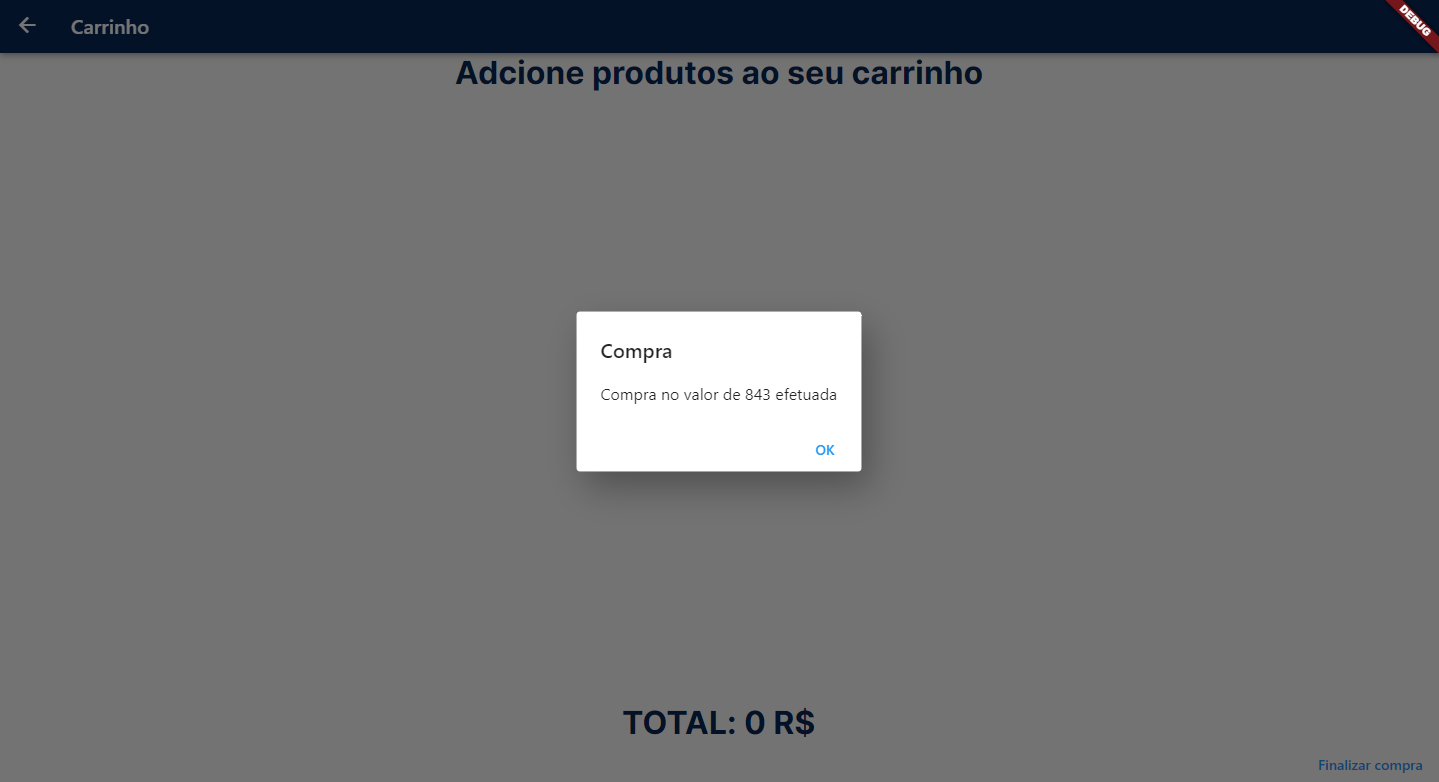 Carrinho
DEBUG
Adcione produtos ao seu carrinho
Compra
Compra no valor de 843 efetuada
OK
TOTAL: 0 R$
Finalizar compra